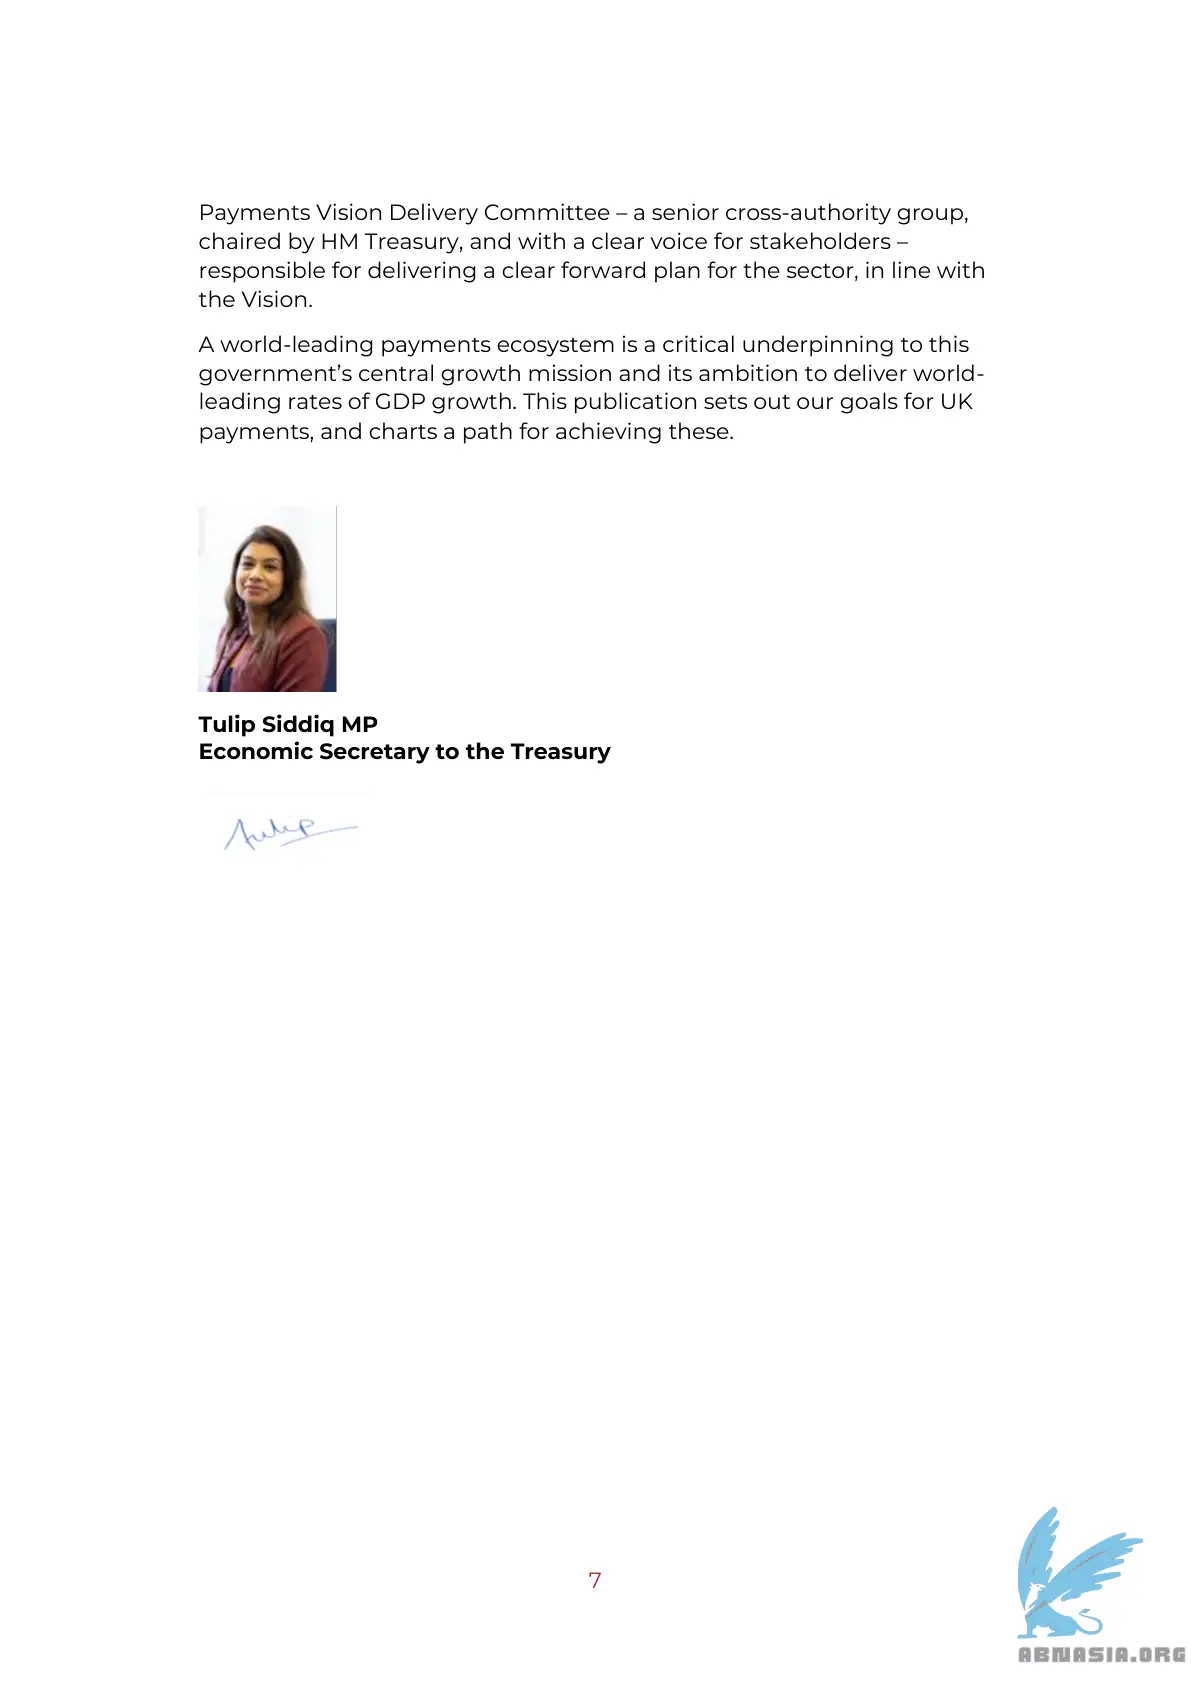 Payments Vision Delivery Committee – a senior cross-authority group,
chaired by HM Treasury, and with a clear voice for stakeholders –
responsible for delivering a clear forward plan for the sector, in line with
the Vision.
A world-leading payments ecosystem is a critical underpinning to this
government’s central growth mission and its ambition to deliver world-
leading rates of GDP growth. This publication sets out our goals for UK
payments, and charts a path for achieving these.
Tulip Siddiq MP
Economic Secretary to the Treasury
Tulip
7
ABNASIA.ORG